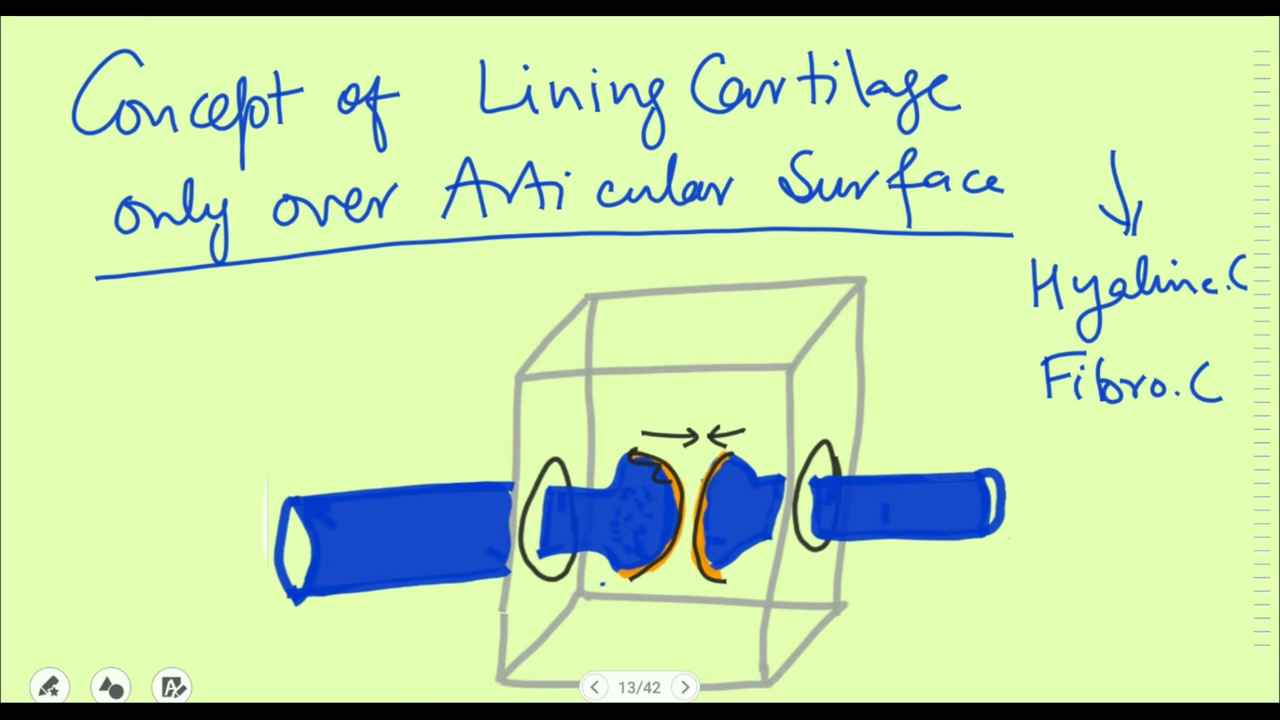 Concept of Lining Cartilage
only over Articular Surface
Hyaline.C
Fibro.C
13/42